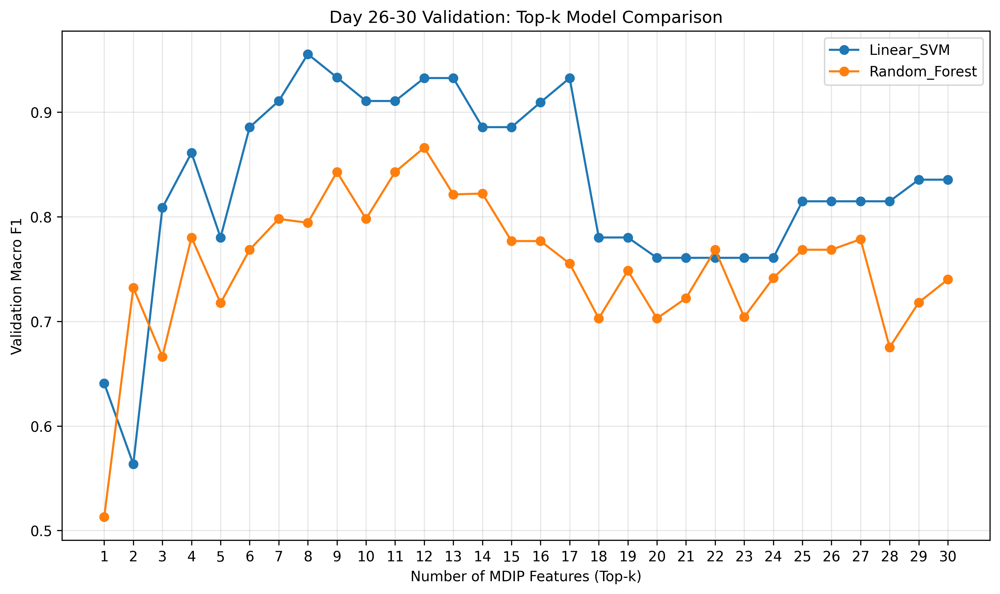 Day 26-30 Validation: Top-k Model Comparison
Linear_SVM
Random_Forest
Validation Macro F1
0.9
0.8
0.7
0.6
0.5
1 2 3 4 5 6 7 8 9 10 11 12 13 14 15 16 17 18 19 20 21 22 23 24 25 26 27 28 29 30
Number of MDIP Features (Top-k)